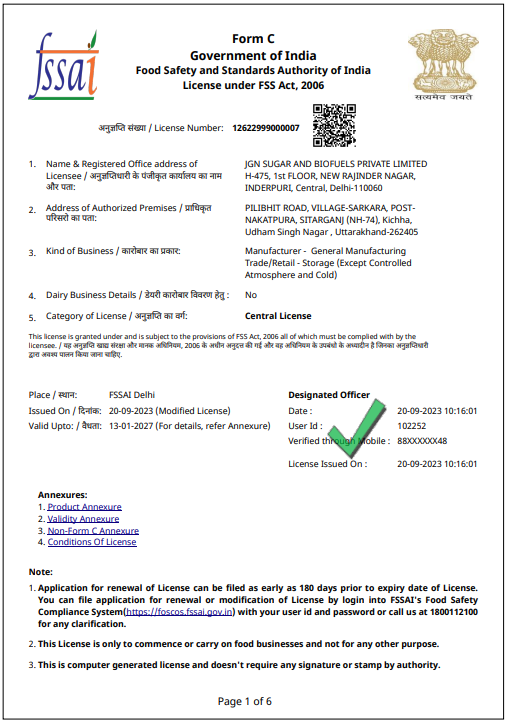 fssai
Form C
Government of India
Food Safety and Standards Authority of India
License under FSS Act, 2006
सत्यमेव जयते
अनुज्ञप्ति संख्या / License Number: 12622999000007
1. Name & Registered Office address of
Licensee / अनुज्ञप्तिधारी के पंजीकृत कार्यालय का नाम
और पता:
JGN SUGAR AND BIOFUELS PRIVATE LIMITED
H-475, 1st FLOOR, NEW RAJINDER NAGAR,
INDERPURI, Central, Delhi-110060
2. Address of Authorized Premises / प्राधिकृत
परिसरो का पता:
PILIBHIT ROAD, VILLAGE-SARKARA, POST-
NAKATPURA, SITARGANJ (NH-74), Kichha,
Udham Singh Nagar , Uttarakhand-262405
3. Kind of Business / कारोबार का प्रकार:
Manufacturer - General Manufacturing
Trade/Retail - Storage (Except Controlled
Atmosphere and Cold)
4. Dairy Business Details / डेयरी कारोबार विवरण हेतु : No
5. Category of License / अनुज्ञप्ति का वर्ग: Central License
This license is granted under and is subject to the provisions of FSS Act, 2006 all of which must be complied with by the
licensee. / यह अनुज्ञप्ति खाद्य संरक्षा और मानक अधिनियम, 2006 के अधीन अनुदत्त की गई और वह अधिनियम के उपबंधो के अध्यादीन है जिनका अनुज्ञप्तिधारी
द्वारा अवश्य पालन किया जाना चाहिए.
Place / स्थान: FSSAI Delhi
Issued On / दिनांक: 20-09-2023 (Modified License)
Valid Upto: / वैधता: 13-01-2027 (For details, refer Annexure)
Designated Officer
Date : 20-09-2023 10:16:01
User Id : 102252
Verified through Mobile : 88XXXXXX48
License Issued On : 20-09-2023 10:16:01
Annexures:
1. Product Annexure
2. Validity Annexure
3. Non-Form C Annexure
4. Conditions Of License
Note:
1. Application for renewal of License can be filed as early as 180 days prior to expiry date of License.
You can file application for renewal or modification of License by login into FSSAI's Food Safety
Compliance System(https://foscos.fssai.gov.in) with your user id and password or call us at 1800112100
for any clarification.
2. This License is only to commence or carry on food businesses and not for any other purpose.
3. This is computer generated license and doesn't require any signature or stamp by authority.
Page 1 of 6